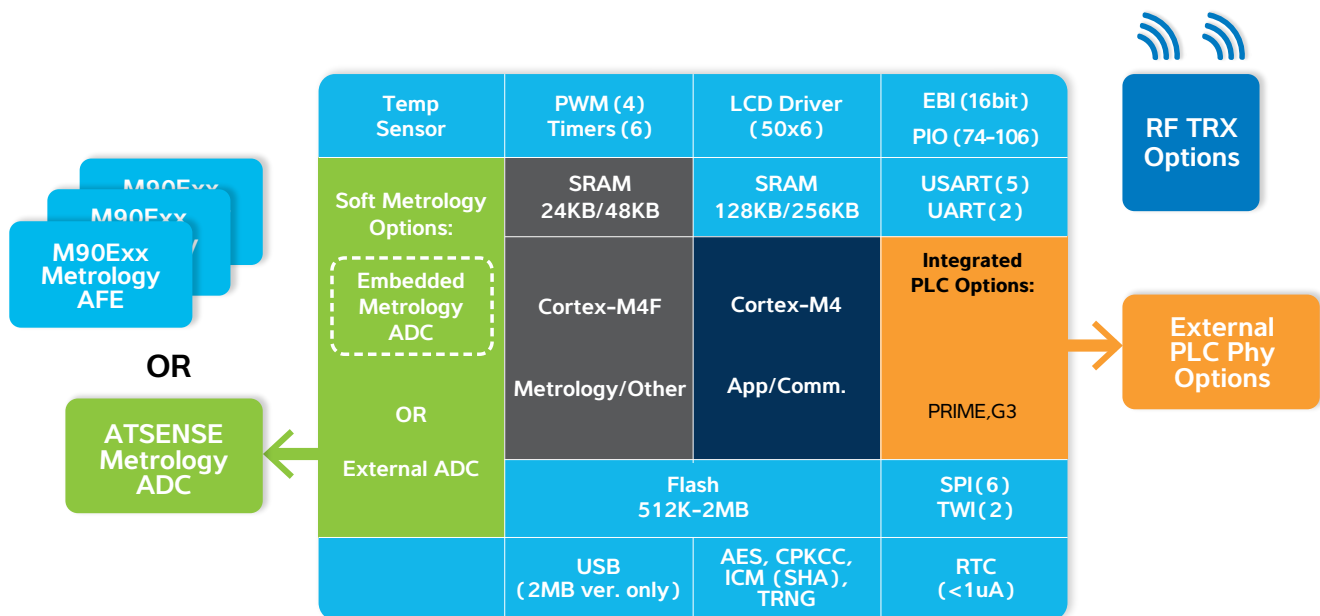 Temp
Sensor
PWM (4)
Timers (6)
LCD Driver
(50x6)
EBI (16bit)
PIO (74-106)
RF TRX
Options
M90Exx
M90Exx
M90Exx
Metrology
AFE
OR
ATSENSE
Metrology
ADC
Soft Metrology
Options:
Embedded
Metrology
ADC
OR
External ADC
SRAM
24KB/48KB
SRAM
128KB/256KB
USART(5)
UART(2)
Cortex-M4F
Metrology/Other
Cortex-M4
App/Comm.
Integrated
PLC Options:
PRIME,G3
External
PLC Phy
Options
Flash
512K-2MB
SPI(6)
TWI(2)
USB
(2MB ver. only)
AES, CPKCC,
ICM (SHA),
TRNG
RTC
(<1uA)